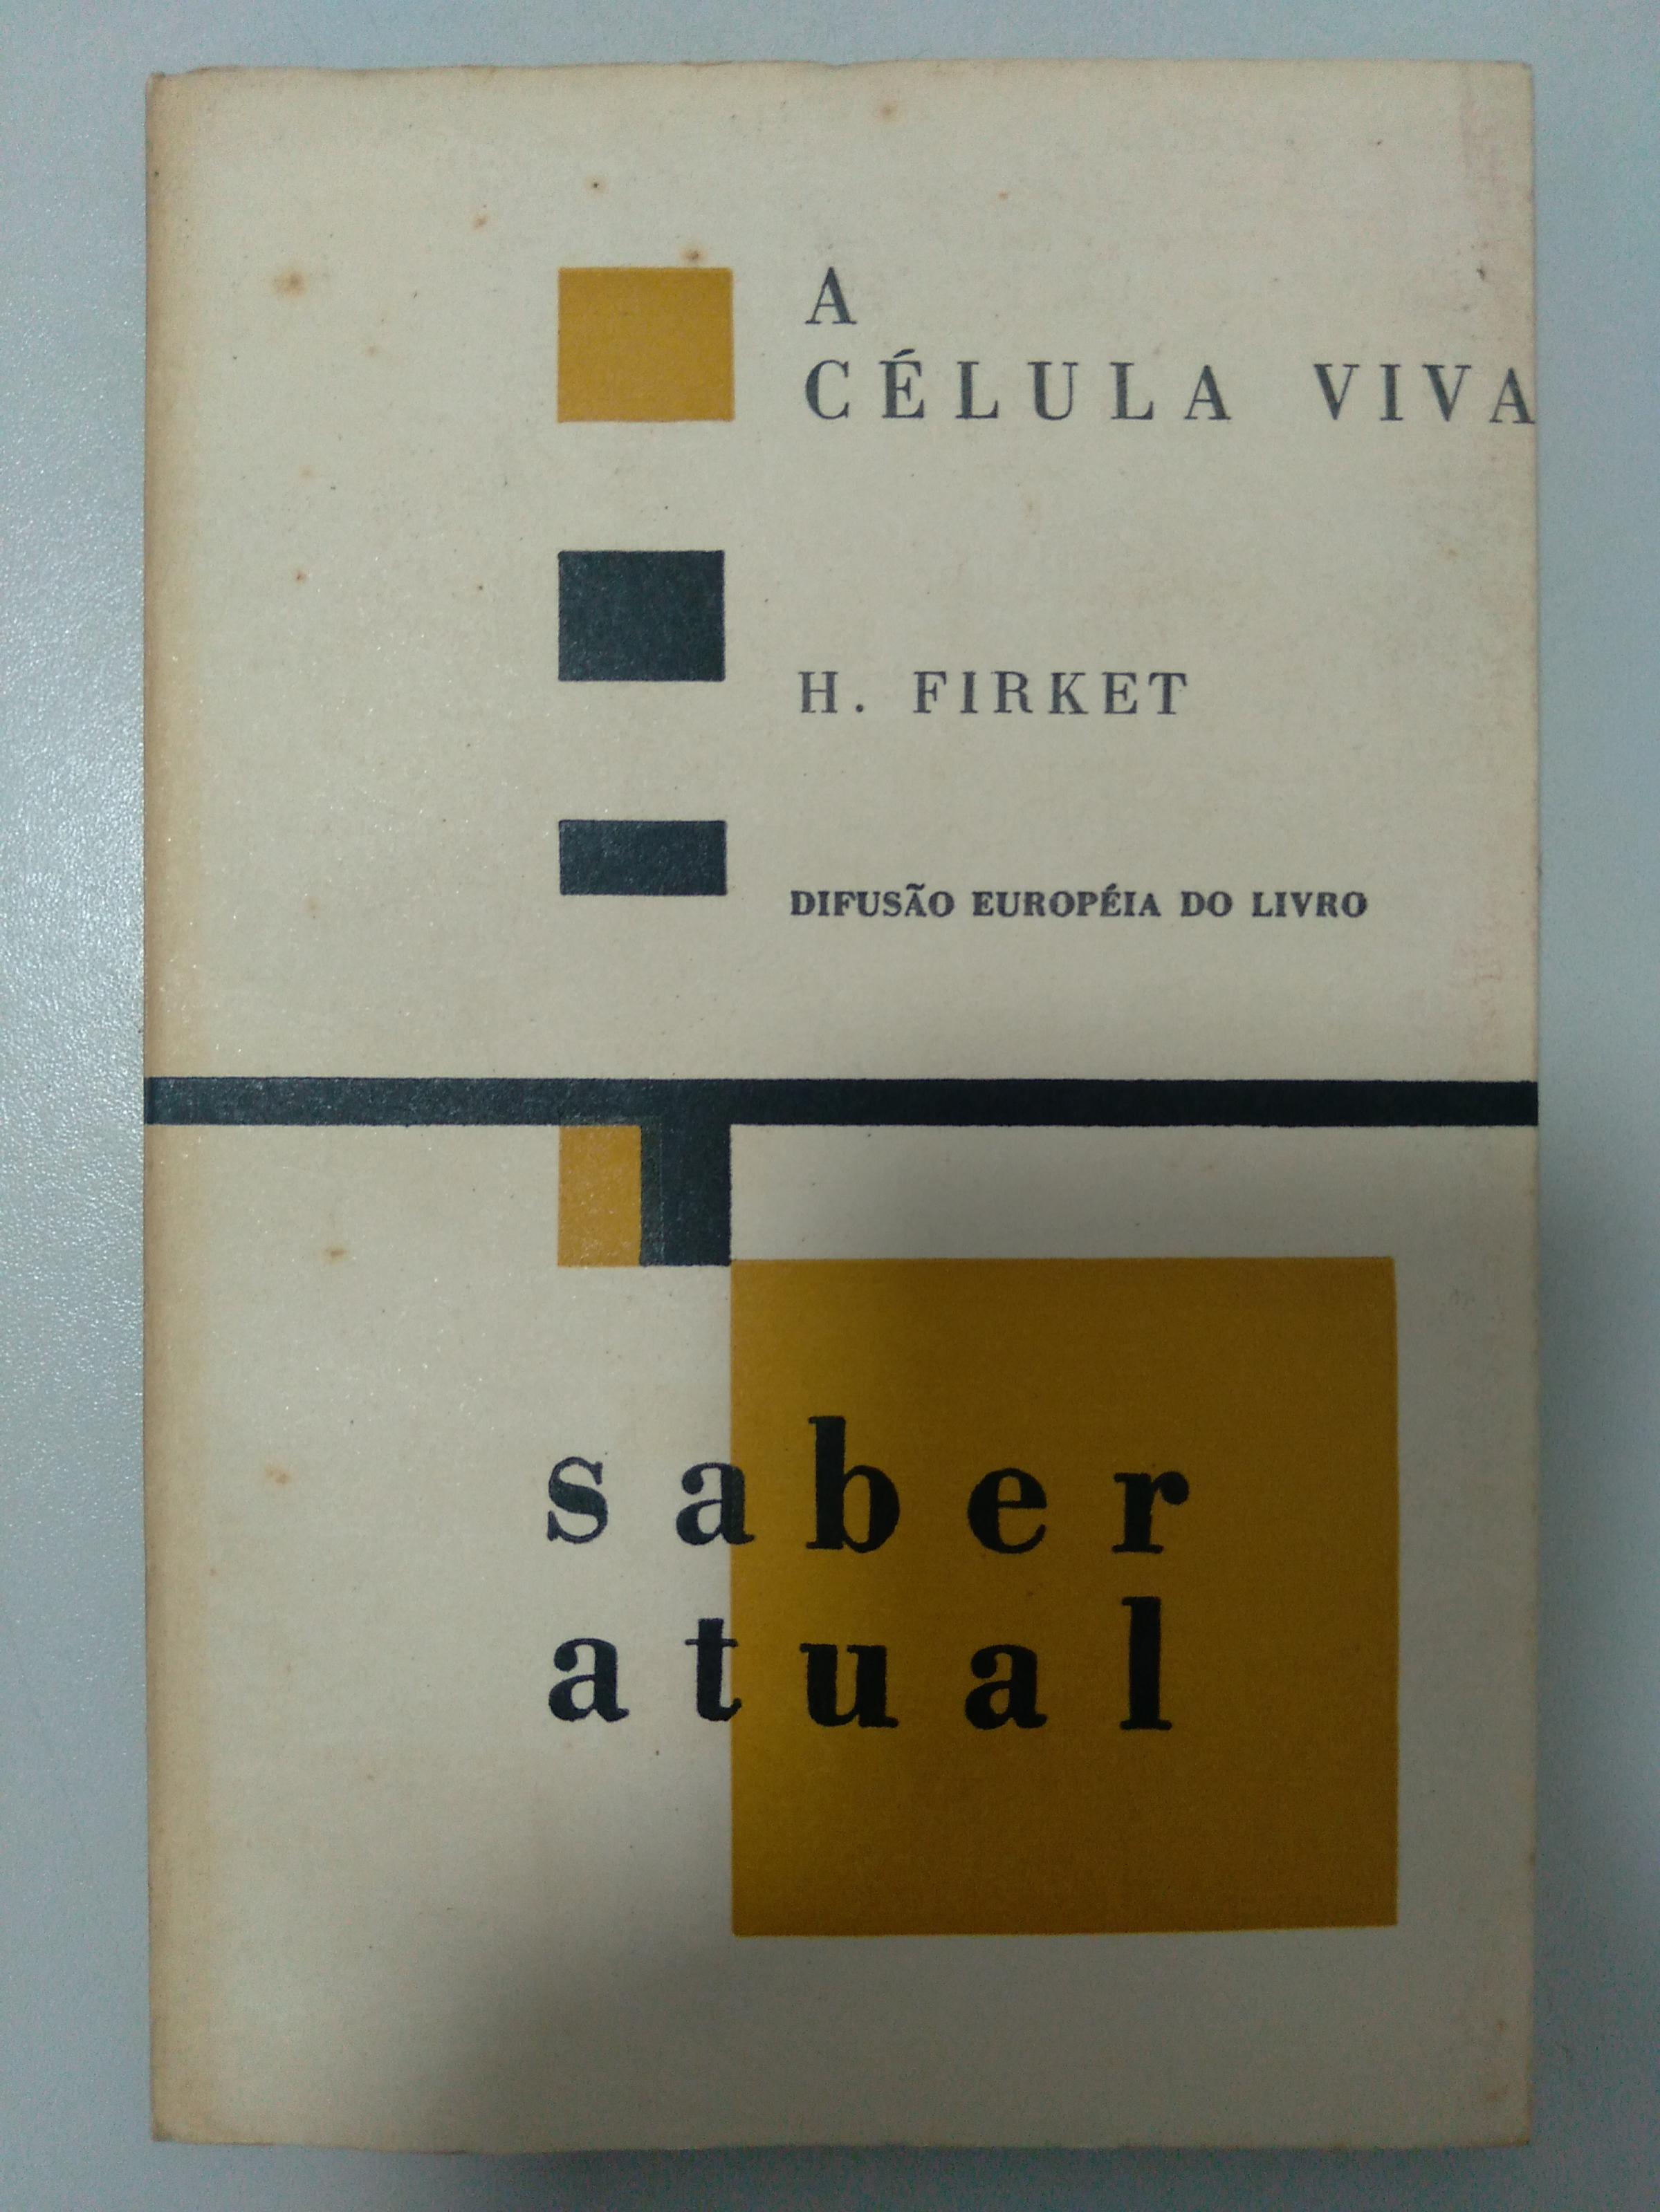 A
CÉLULA VIVA
H. FIRKET
DIFUSÃO EUROPÉIA DO LIVRO
saber
atual